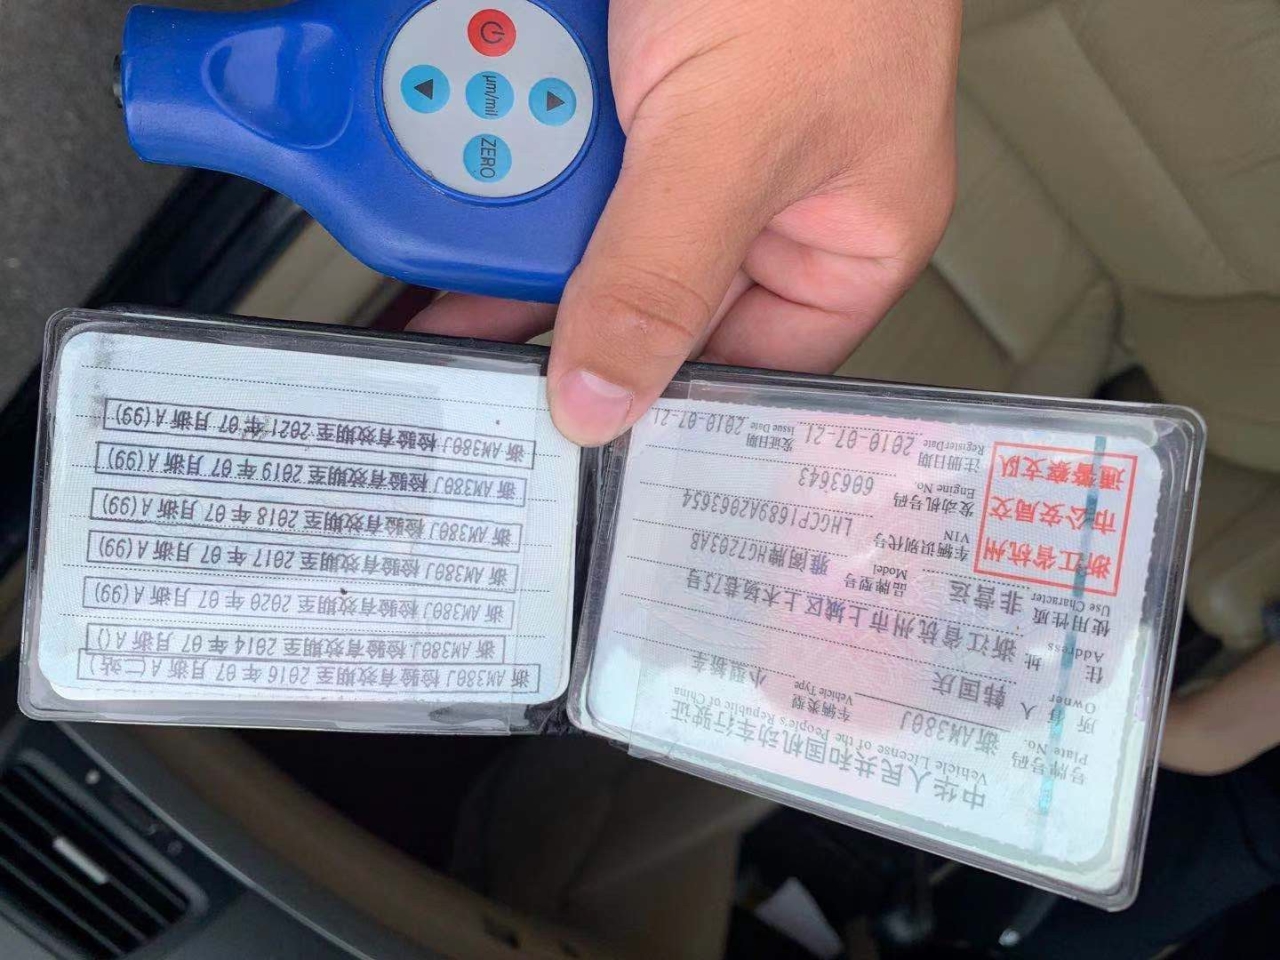 μm/mil
ZERO
中华人民共和国机动车行驶证
Vehicle License of the People's Republic of China
号牌号码 浙AM380J 车辆类型 小型轿车
Plate No. Vehicle Type
所有人 韩国庆
Owner
住址 浙江省杭州市上城区上木场巷75号
Address
使用性质 非营运 品牌型号 雅阁牌HG7203AB
Use Character Model
浙江省杭州
市公安局交
通警察支队
车辆识别代号 LHGCP1689A2063654
VIN
发动机号码 6063643
Engine No.
注册日期 2010-07-21 发证日期 2010-07-21
Register Date Issue Date
浙AM380J 检验有效期至2016年07月浙A(仁站)
浙AM380J 检验有效期至2014年07月浙A()
浙AM380J 检验有效期至2020年07月浙A(99)
浙AM380J 检验有效期至2017年07月浙A(99)
浙AM380J 检验有效期至2018年07月浙A(99)
浙AM380J 检验有效期至2019年07月浙A(99)
浙AM380J 检验有效期至2021年07月浙A(99)